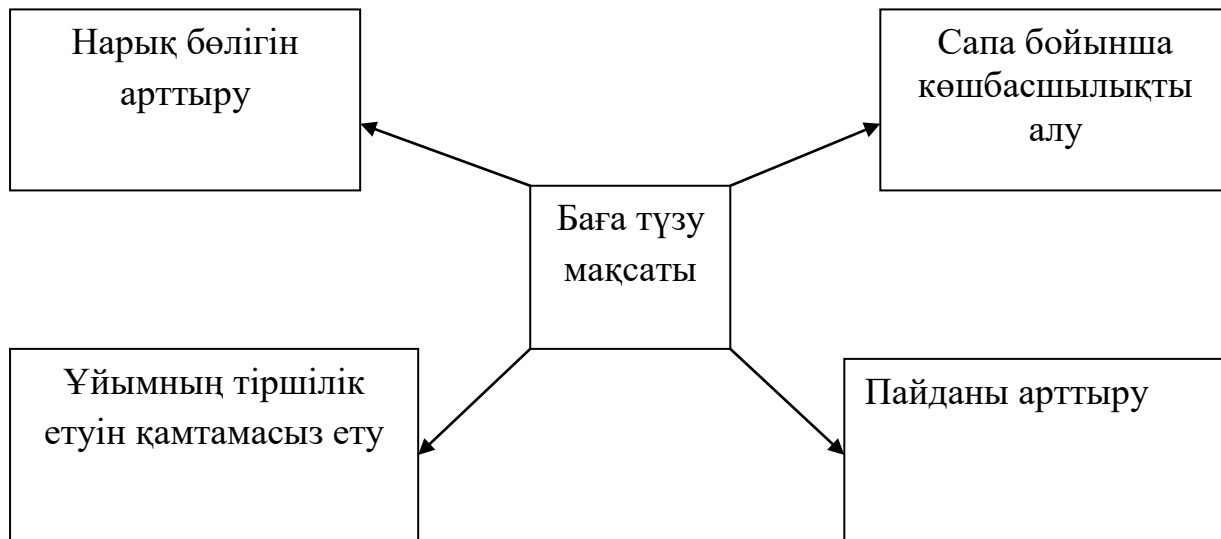 Нарық бөлігін
арттыру
Сапа бойынша
көшбасшылықты
алу
Баға түзу
мақсаты
Ұйымның тіршілік
етуін қамтамасыз ету
Пайданы арттыру